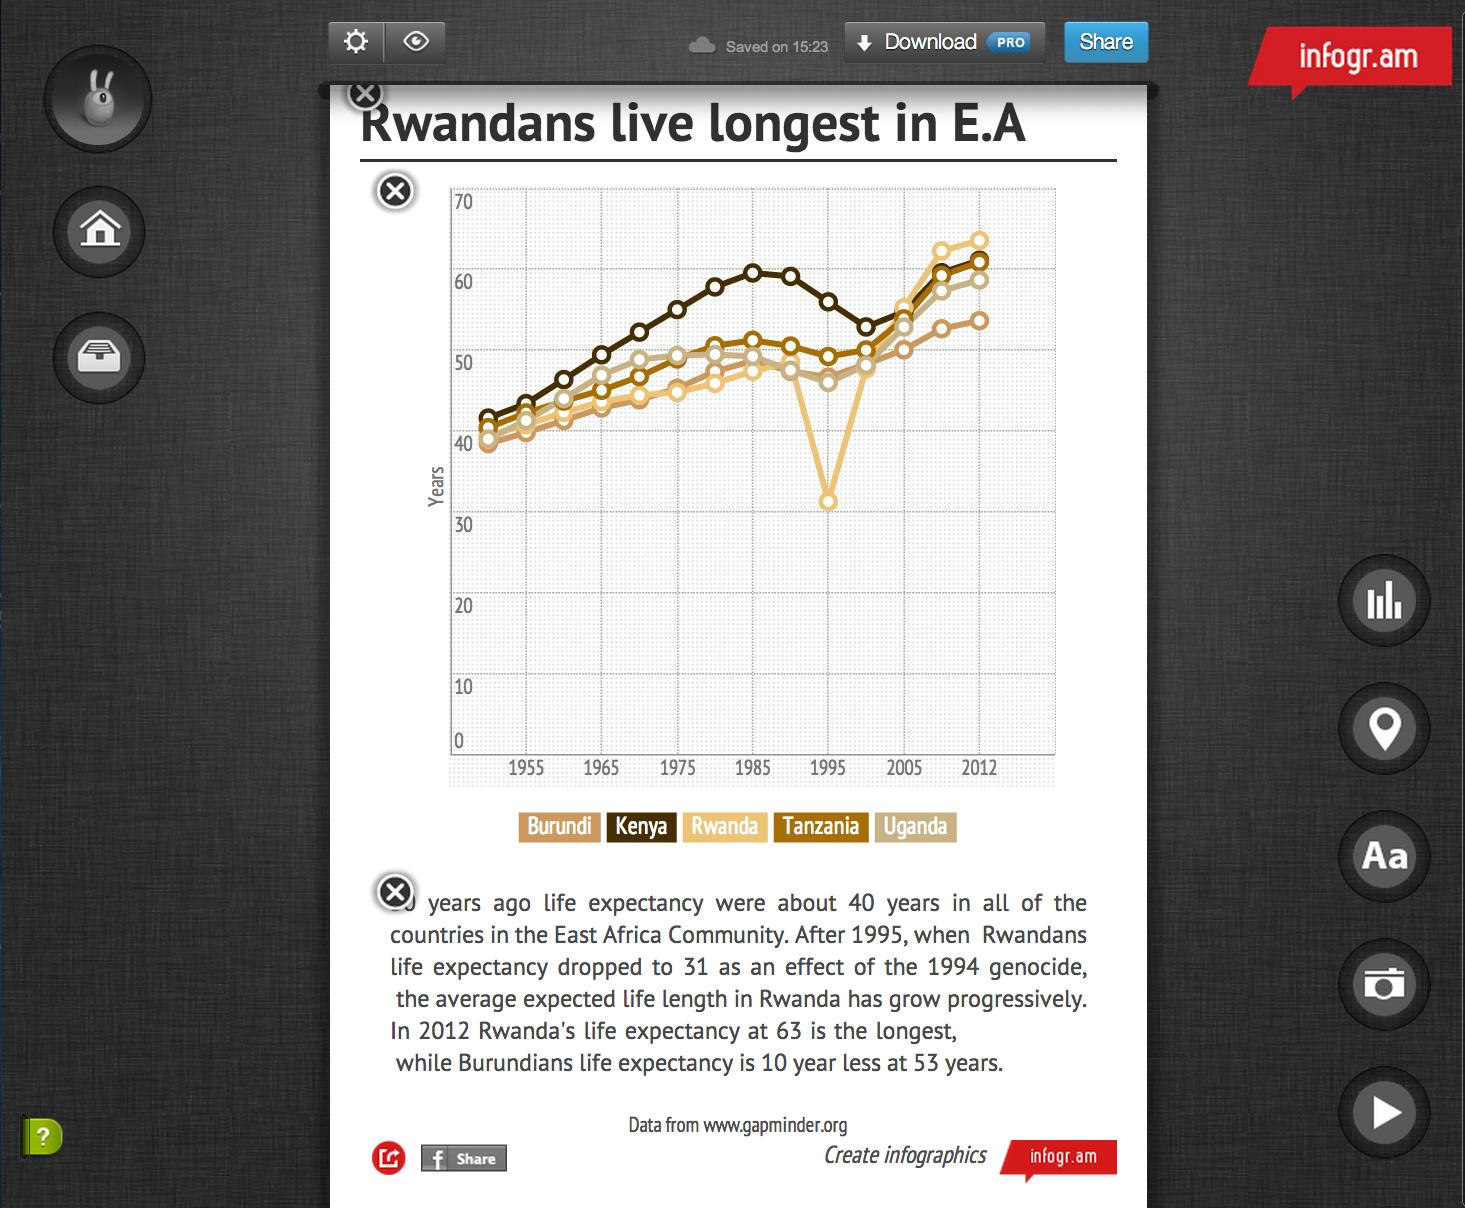 Saved on 15:23
Download PRO
Share
infogr.am
Rwandans live longest in E.A
70
60
50
40
30
20
10
0
Years
1955 1965 1975 1985 1995 2005 2012
Burundi Kenya Rwanda Tanzania Uganda
years ago life expectancy were about 40 years in all of the
countries in the East Africa Community. After 1995, when Rwandans
life expectancy dropped to 31 as an effect of the 1994 genocide,
the average expected life length in Rwanda has grow progressively.
In 2012 Rwanda's life expectancy at 63 is the longest,
while Burundians life expectancy is 10 year less at 53 years.
Data from www.gapminder.org
f Share
Create infographics
infogr.am
Aa
?